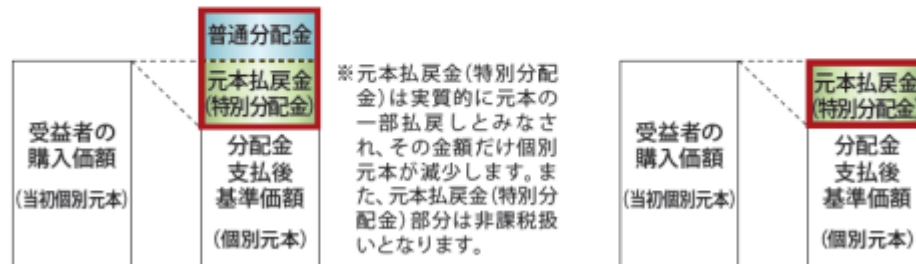 普通分配金
元本払戻金
(特別分配金)
受益者の
購入価額
(当初個別元本)
分配金
支払後
基準価額
(個別元本)
※元本払戻金(特別分配
金)は実質的に元本の
一部払戻しとみなさ
れ、その金額だけ個別
元本が減少します。ま
た、元本払戻金(特別分
配金)部分は非課税扱
いとなります。
受益者の
購入価額
(当初個別元本)
元本払戻金
(特別分配金)
分配金
支払後
基準価額
(個別元本)